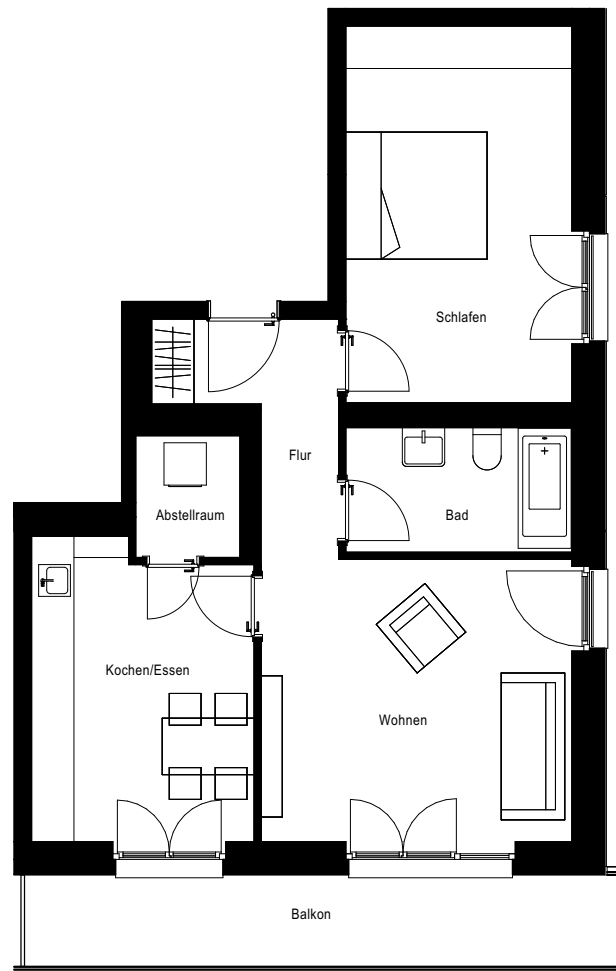 Schlafen
Flur
Abstellraum
Bad
Kochen/Essen
Wohnen
Balkon